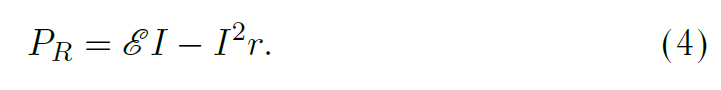 P_R = ℰI − I²r. (4)